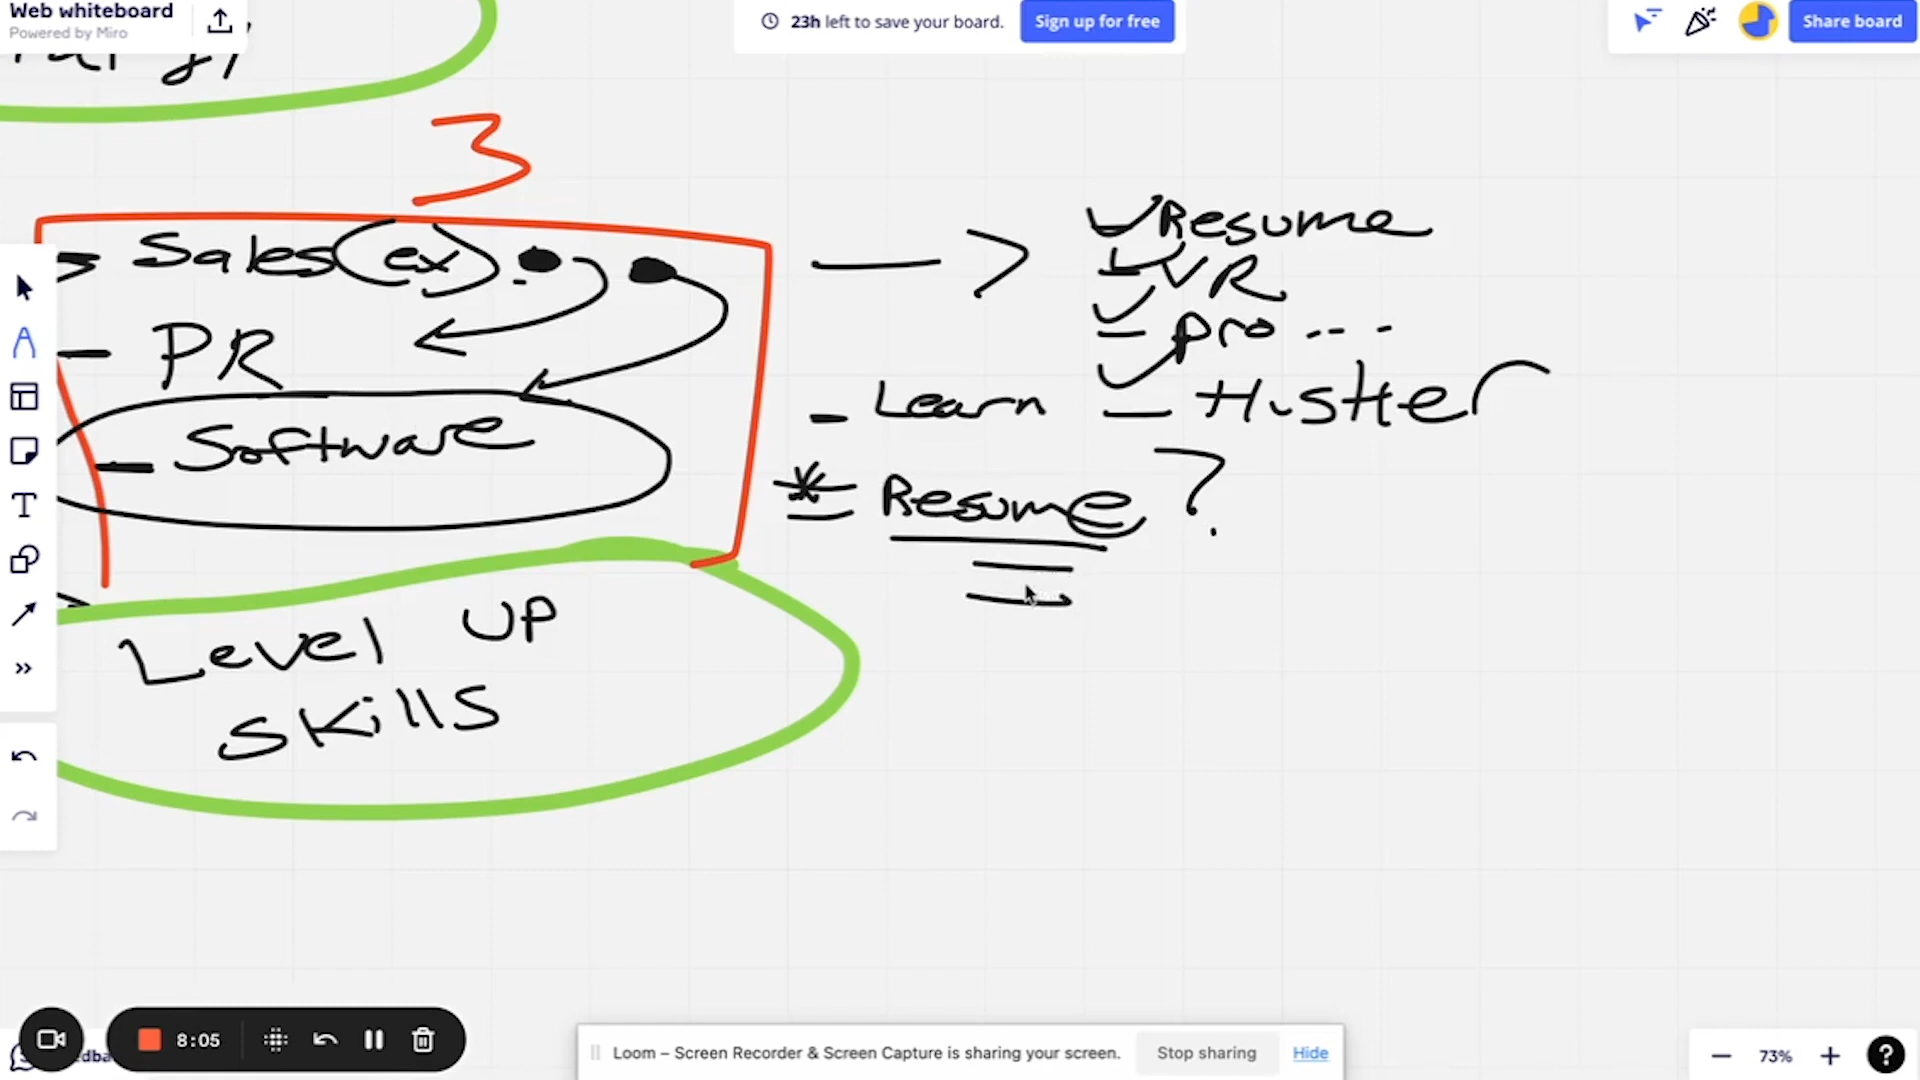 Web whiteboard
Powered by Miro
23h left to save your board.
Sign up for free
Share board
3
- Sales (ex).
- PR
- Software
Level UP
Skills
—> Resume
- VR
- Pro ---
- Learn - HustLer
* Resume ?
T
8:05
Loom – Screen Recorder & Screen Capture is sharing your screen.
Stop sharing
Hide
73%
?